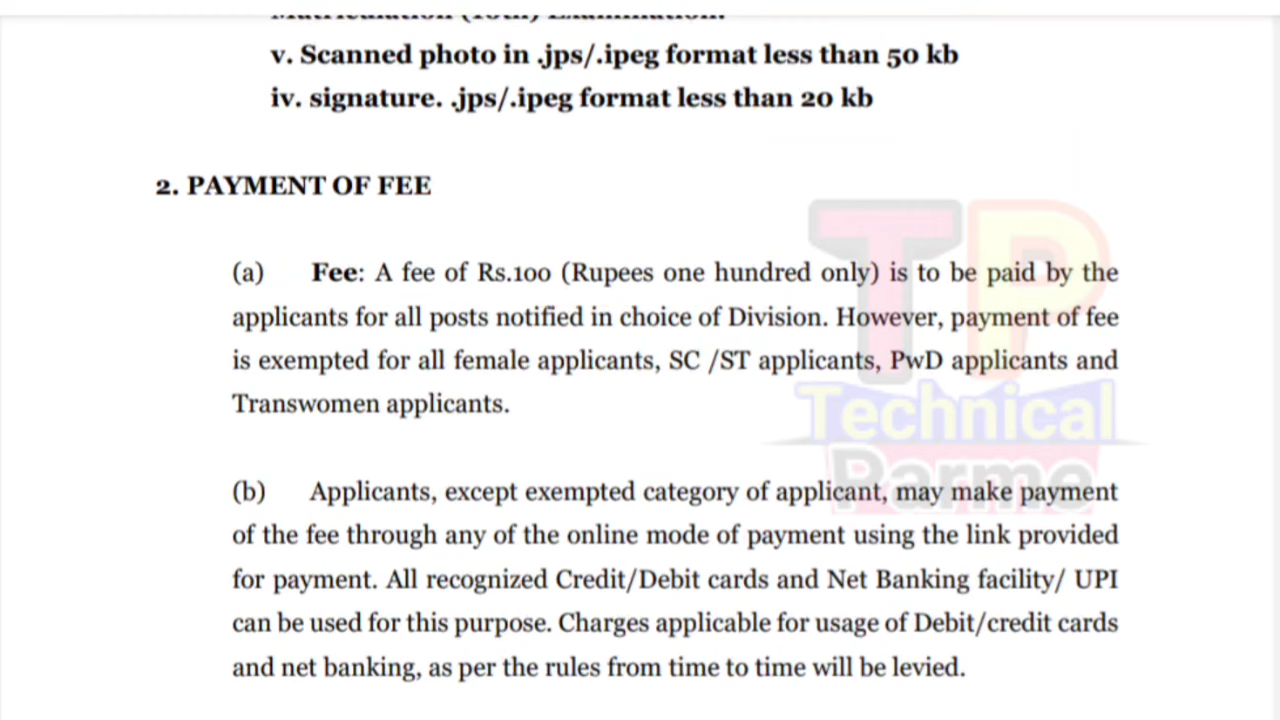 Matriculation (10th) Examination.
v. Scanned photo in .jps/.ipeg format less than 50 kb
iv. signature. .jps/.ipeg format less than 20 kb
2. PAYMENT OF FEE
(a) Fee: A fee of Rs.100 (Rupees one hundred only) is to be paid by the
applicants for all posts notified in choice of Division. However, payment of fee
is exempted for all female applicants, SC /ST applicants, PwD applicants and
Transwomen applicants.
TP
Technical
Parme
(b) Applicants, except exempted category of applicant, may make payment
of the fee through any of the online mode of payment using the link provided
for payment. All recognized Credit/Debit cards and Net Banking facility/ UPI
can be used for this purpose. Charges applicable for usage of Debit/credit cards
and net banking, as per the rules from time to time will be levied.